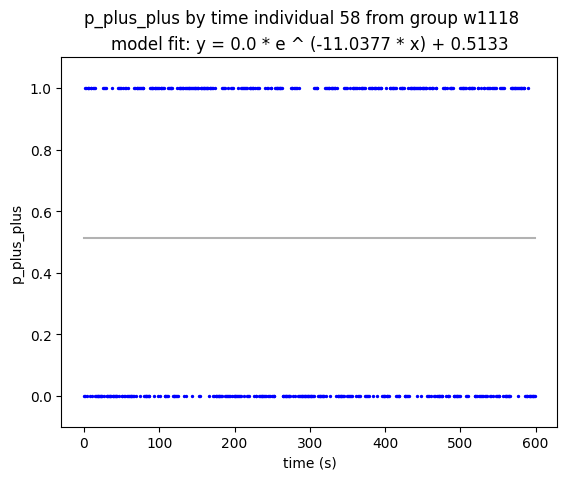 p_plus_plus by time individual 58 from group w1118
model fit: y = 0.0 * e ^ (-11.0377 * x) + 0.5133
1.0
0.8
0.6
0.4
0.2
0.0
p_plus_plus
0 100 200 300 400 500 600
time (s)